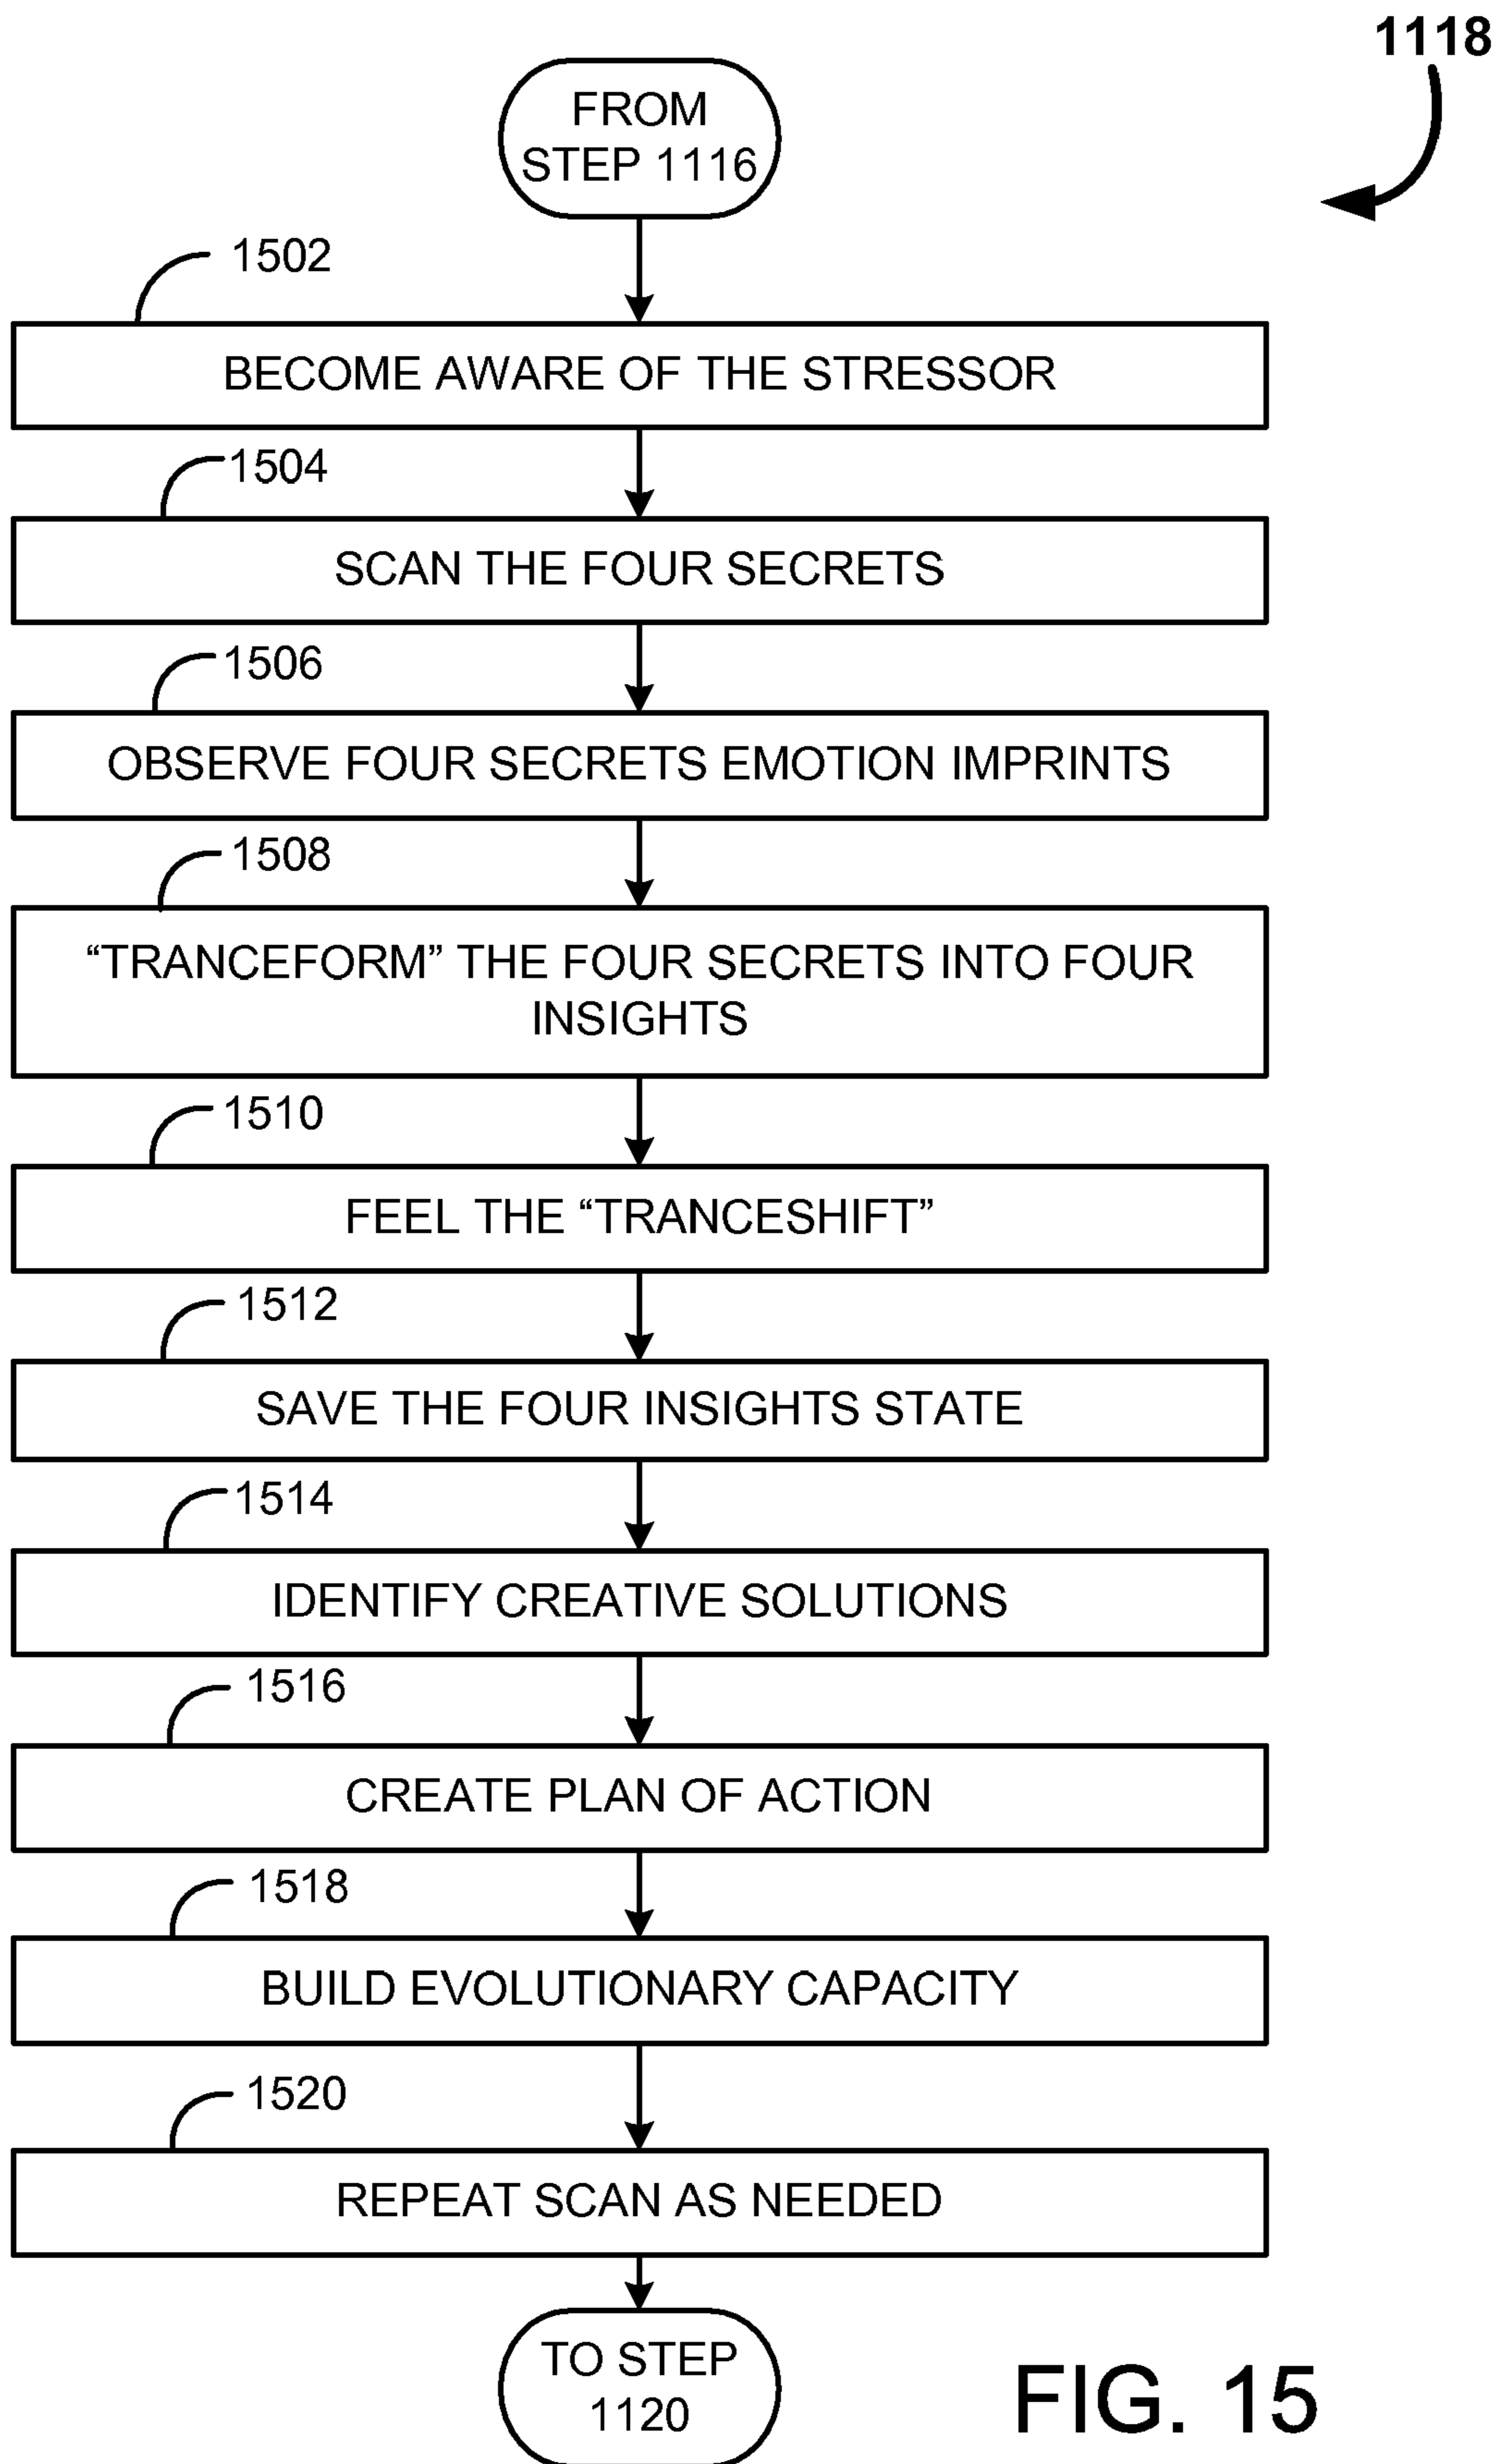 1118
FROM
STEP 1116
1502
BECOME AWARE OF THE STRESSOR
1504
SCAN THE FOUR SECRETS
1506
OBSERVE FOUR SECRETS EMOTION IMPRINTS
1508
“TRANCEFORM” THE FOUR SECRETS INTO FOUR
INSIGHTS
1510
FEEL THE “TRANCESHIFT”
1512
SAVE THE FOUR INSIGHTS STATE
1514
IDENTIFY CREATIVE SOLUTIONS
1516
CREATE PLAN OF ACTION
1518
BUILD EVOLUTIONARY CAPACITY
1520
REPEAT SCAN AS NEEDED
TO STEP
1120
FIG. 15